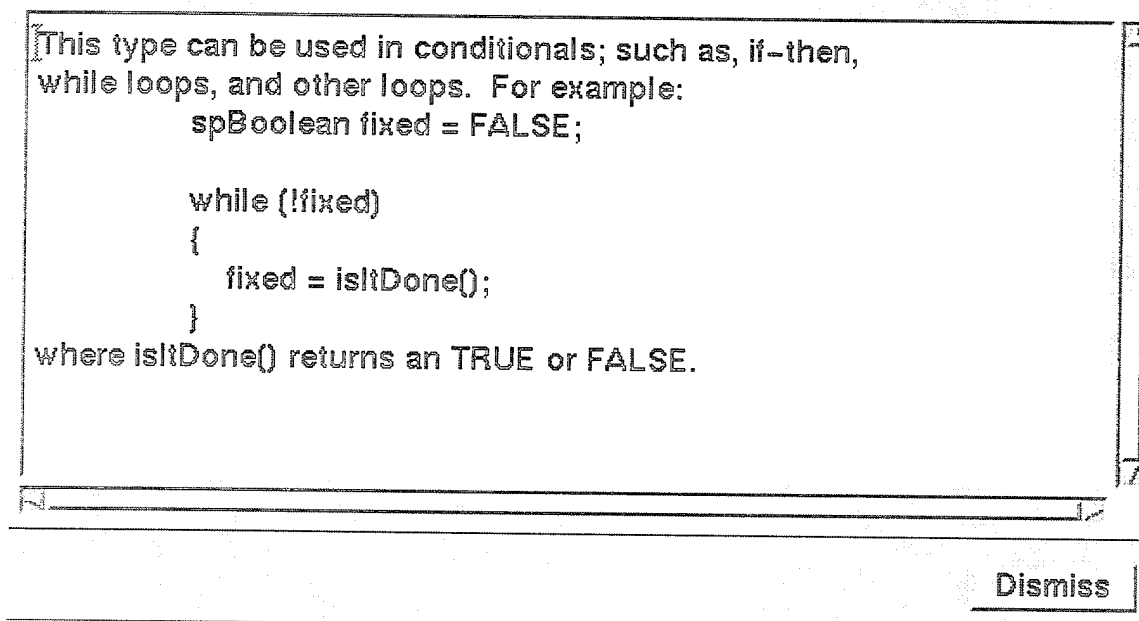 This type can be used in conditionals; such as, if-then,
while loops, and other loops. For example:
spBoolean fixed = FALSE;
while (!fixed)
{
fixed = isItDone();
}
where isItDone() returns an TRUE or FALSE.
Dismiss